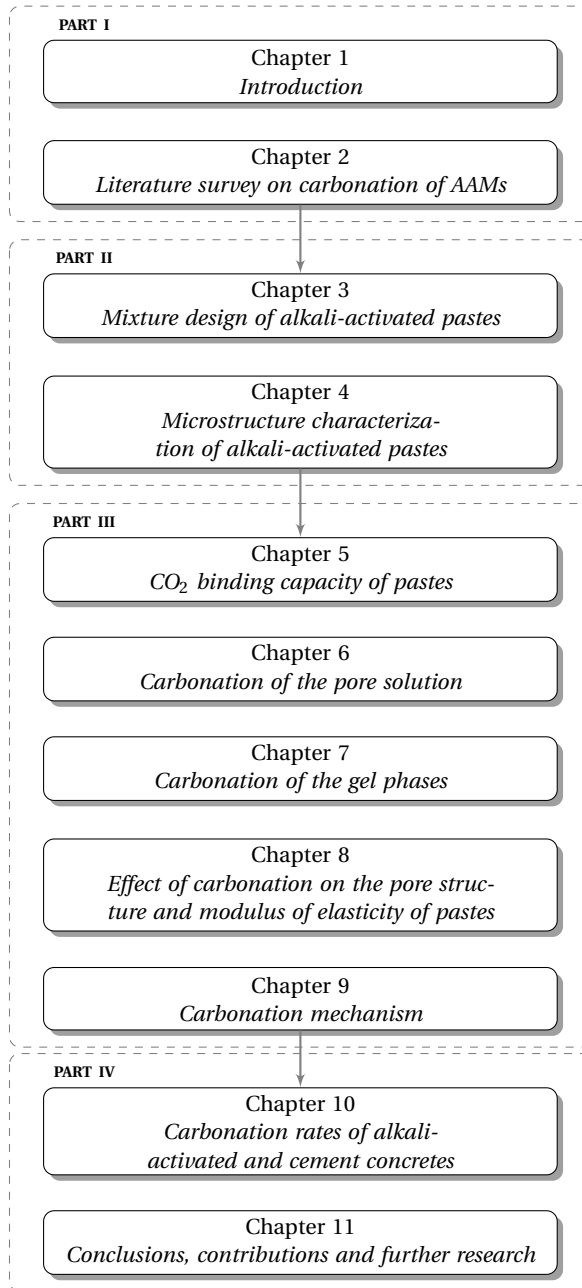 PART I
Chapter 1
Introduction
Chapter 2
Literature survey on carbonation of AAMs
PART II
Chapter 3
Mixture design of alkali-activated pastes
Chapter 4
Microstructure characteriza-
tion of alkali-activated pastes
PART III
Chapter 5
CO₂ binding capacity of pastes
Chapter 6
Carbonation of the pore solution
Chapter 7
Carbonation of the gel phases
Chapter 8
Effect of carbonation on the pore struc-
ture and modulus of elasticity of pastes
Chapter 9
Carbonation mechanism
PART IV
Chapter 10
Carbonation rates of alkali-
activated and cement concretes
Chapter 11
Conclusions, contributions and further research